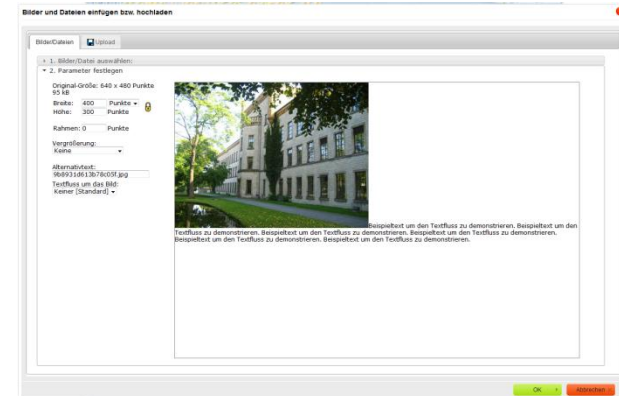 Bilder und Dateien einfügen bzw. hochladen
Bilder/Dateien
Upload
1. Bilder/Datei auswählen:
2. Parameter festlegen
Original-Größe: 640 x 480 Punkte
95 kB
Breite: 400 Punkte
Höhe: 300 Punkte
Rahmen: 0 Punkte
Vergrößerung:
Keine
Alternativtext:
Textfluss um das Bild:
Keiner [Standard]
Beispieltext um den Textfluss zu demonstrieren. Beispieltext um den
Textfluss zu demonstrieren. Beispieltext um den Textfluss zu demonstrieren. Beispieltext um den Textfluss zu demonstrieren.
Beispieltext um den Textfluss zu demonstrieren. Beispieltext um den Textfluss zu demonstrieren.
OK
Abbrechen